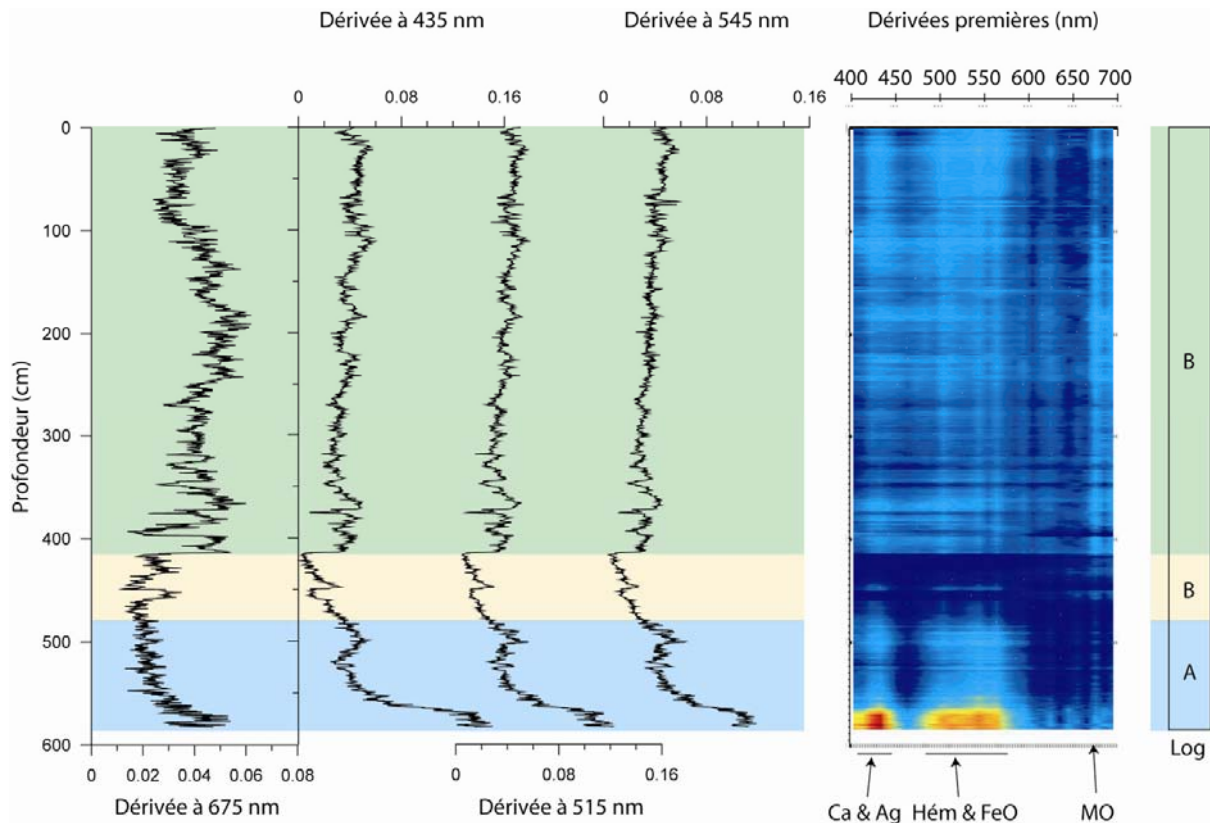 Dérivée à 435 nm
Dérivée à 545 nm
Dérivées premières (nm)
400 450 500 550 600 650 700
0 0.08 0.16 0 0.08 0.16
0
100
200
300
400
500
600
Profondeur (cm)
B
B
A
Log
0 0.02 0.04 0.06 0.08 0 0.08 0.16
Dérivée à 675 nm
Dérivée à 515 nm
Ca & Ag
Hém & FeO
MO